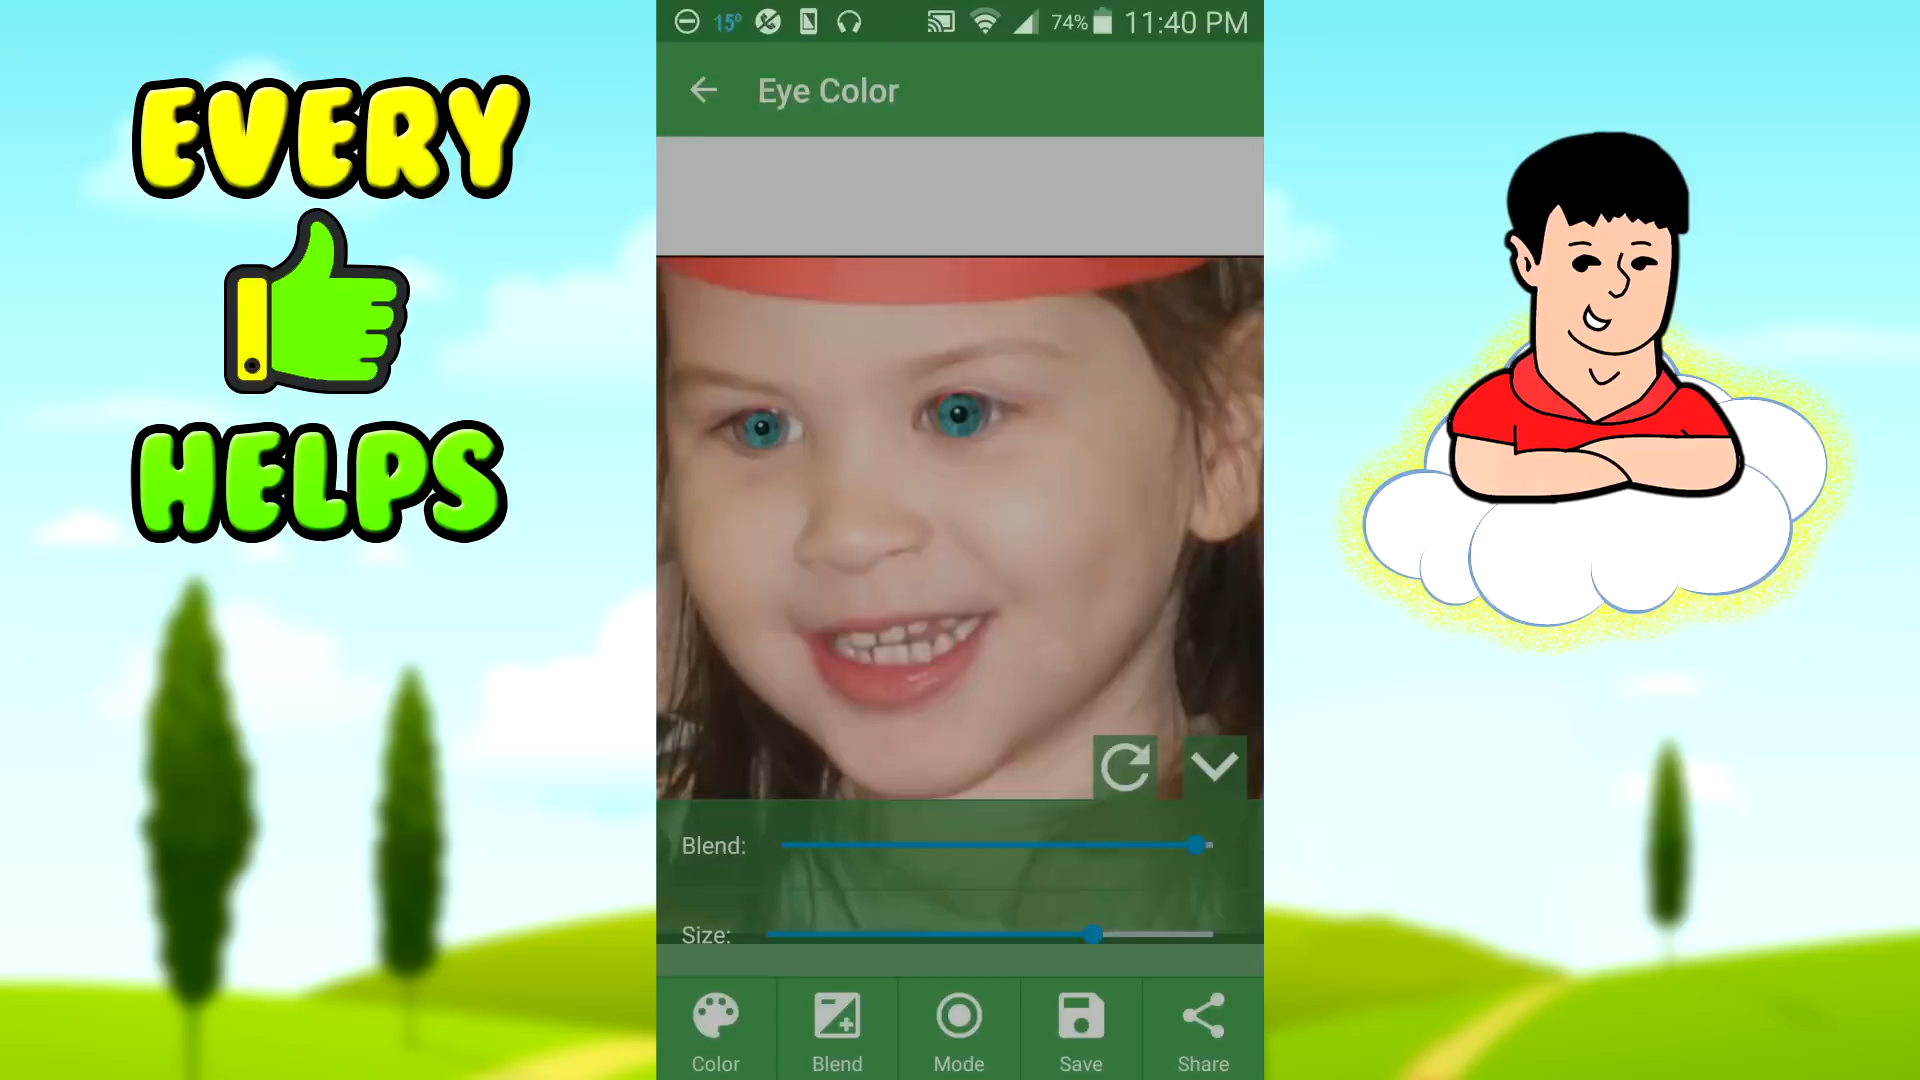 EVERY
HELPS
15°
74%
11:40 PM
Eye Color
Blend:
Size:
Color
Blend
Mode
Save
Share